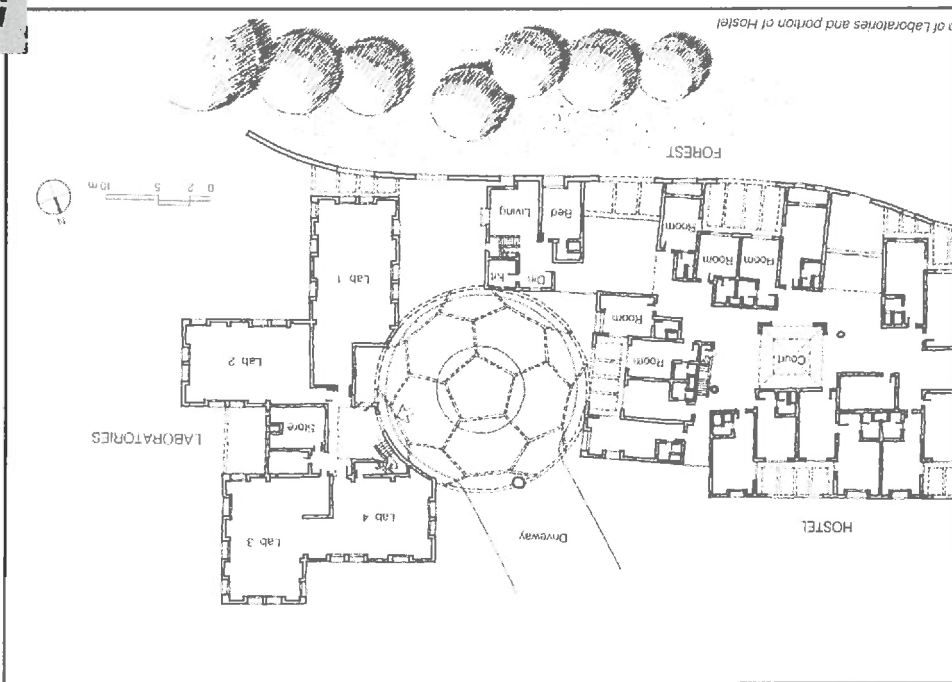 HOSTEL
Driveway
Lab 4
Lab 3
LABORATORIES
Store
Court
Room
Lab 2
Room
Lab 1
Din
Kit
Room
Room
Room
Bed
Living
N
0 2 5 10 m
FOREST
of Laboratories and portion of Hostel